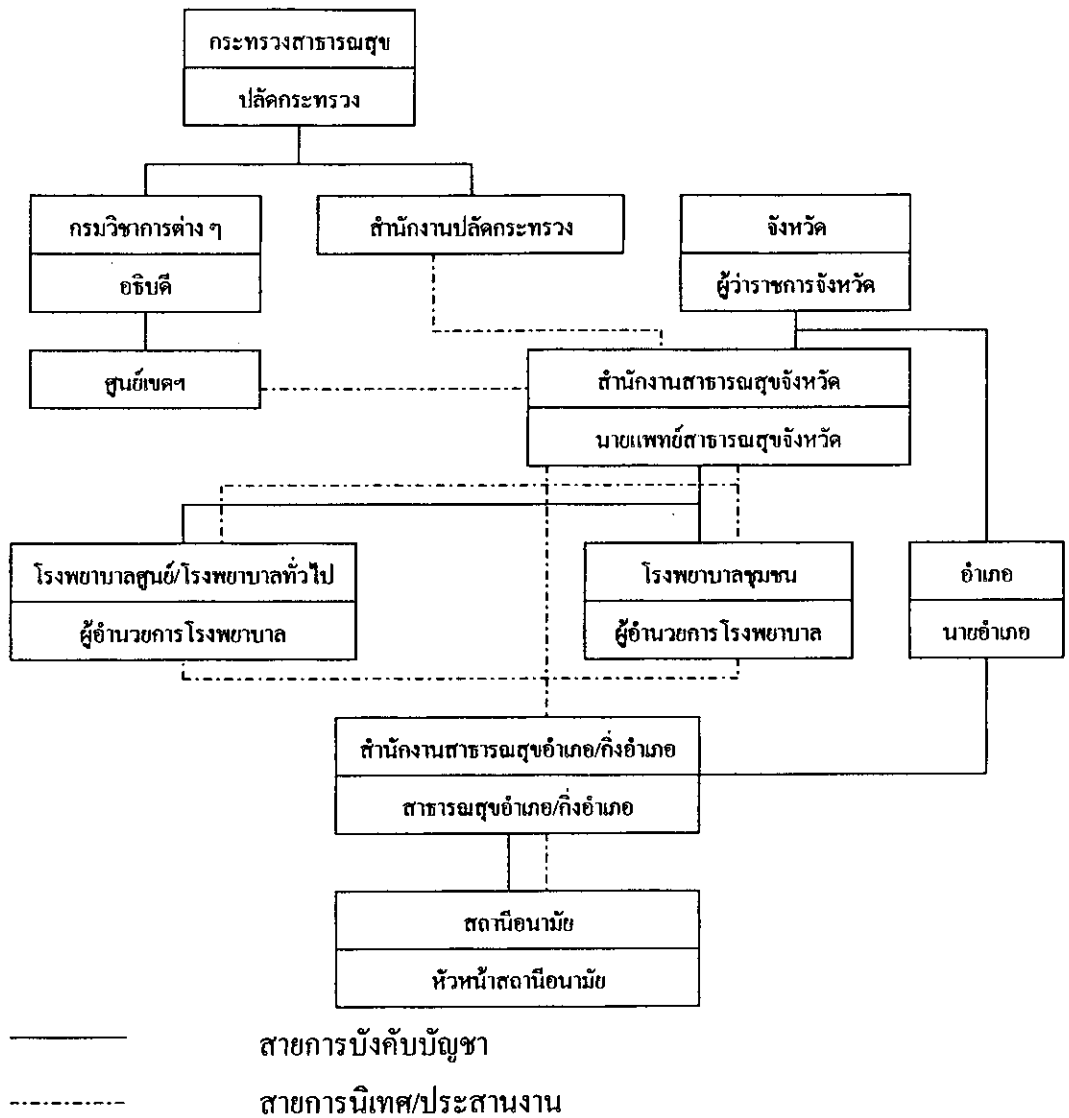 กระทรวงสาธารณสุข
ปลัดกระทรวง
กรมวิชาการต่าง ๆ
อธิบดี
สำนักงานปลัดกระทรวง
จังหวัด
ผู้ว่าราชการจังหวัด
ศูนย์เขตฯ
สำนักงานสาธารณสุขจังหวัด
นายแพทย์สาธารณสุขจังหวัด
โรงพยาบาลศูนย์/โรงพยาบาลทั่วไป
ผู้อำนวยการโรงพยาบาล
โรงพยาบาลชุมชน
ผู้อำนวยการโรงพยาบาล
อำเภอ
นายอำเภอ
สำนักงานสาธารณสุขอำเภอ/กิ่งอำเภอ
สาธารณสุขอำเภอ/กิ่งอำเภอ
สถานีอนามัย
หัวหน้าสถานีอนามัย
สายการบังคับบัญชา
สายการนิเทศ/ประสานงาน